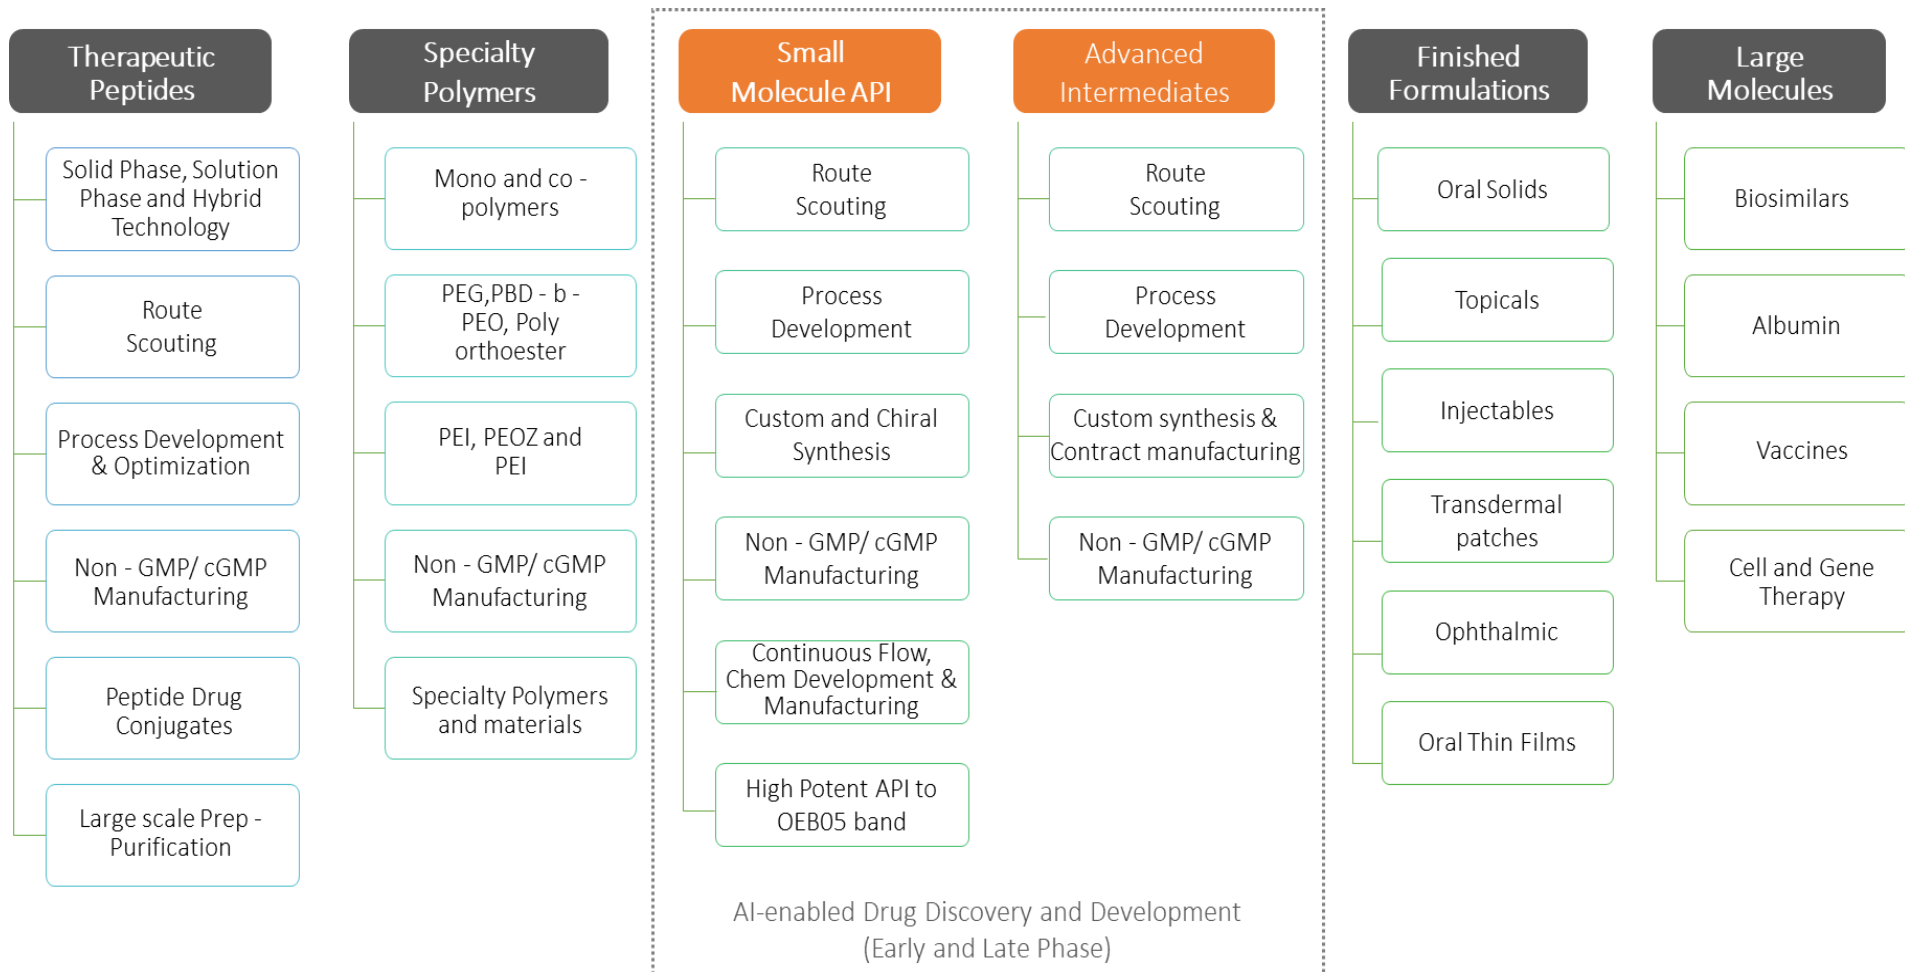 Therapeutic
Peptides
Solid Phase, Solution
Phase and Hybrid
Technology
Route
Scouting
Process Development
& Optimization
Non - GMP/ cGMP
Manufacturing
Peptide Drug
Conjugates
Large scale Prep -
Purification
Specialty
Polymers
Mono and co -
polymers
PEG,PBD - b -
PEO, Poly
orthoester
PEI, PEOZ and
PEI
Non - GMP/ cGMP
Manufacturing
Specialty Polymers
and materials
Small
Molecule API
Route
Scouting
Process
Development
Custom and Chiral
Synthesis
Non - GMP/ cGMP
Manufacturing
Continuous Flow,
Chem Development &
Manufacturing
High Potent API to
OEB05 band
Advanced
Intermediates
Route
Scouting
Process
Development
Custom synthesis &
Contract manufacturing
Non - GMP/ cGMP
Manufacturing
AI-enabled Drug Discovery and Development
(Early and Late Phase)
Finished
Formulations
Oral Solids
Topicals
Injectables
Transdermal
patches
Ophthalmic
Oral Thin Films
Large
Molecules
Biosimilars
Albumin
Vaccines
Cell and Gene
Therapy